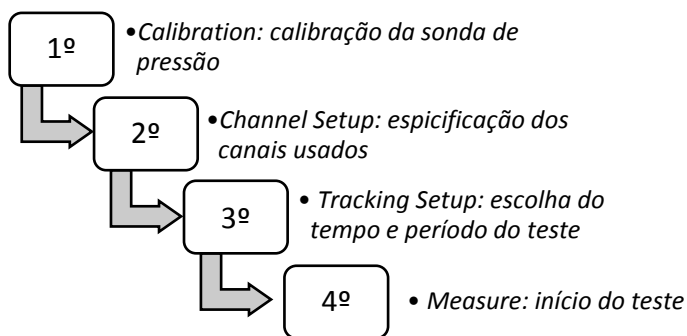 1º
•Calibration: calibração da sonda de
pressão
2º
•Channel Setup: espicificação dos
canais usados
3º
• Tracking Setup: escolha do
tempo e período do teste
4º
• Measure: início do teste